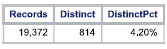 Records Distinct DistinctPct
19,372 814 4.20%